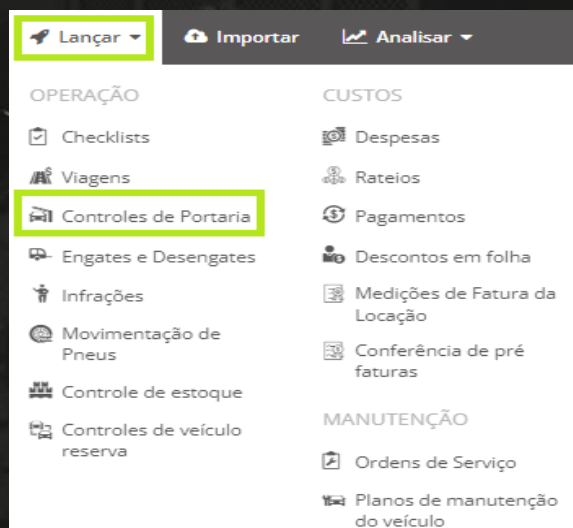 Lançar
Importar
Analisar
OPERAÇÃO
Checklists
Viagens
Controles de Portaria
Engates e Desengates
Infrações
Movimentação de
Pneus
Controle de estoque
Controles de veículo
reserva
CUSTOS
Despesas
Rateios
Pagamentos
Descontos em folha
Medições de Fatura da
Locação
Conferência de pré
faturas
MANUTENÇÃO
Ordens de Serviço
Planos de manutenção
do veículo